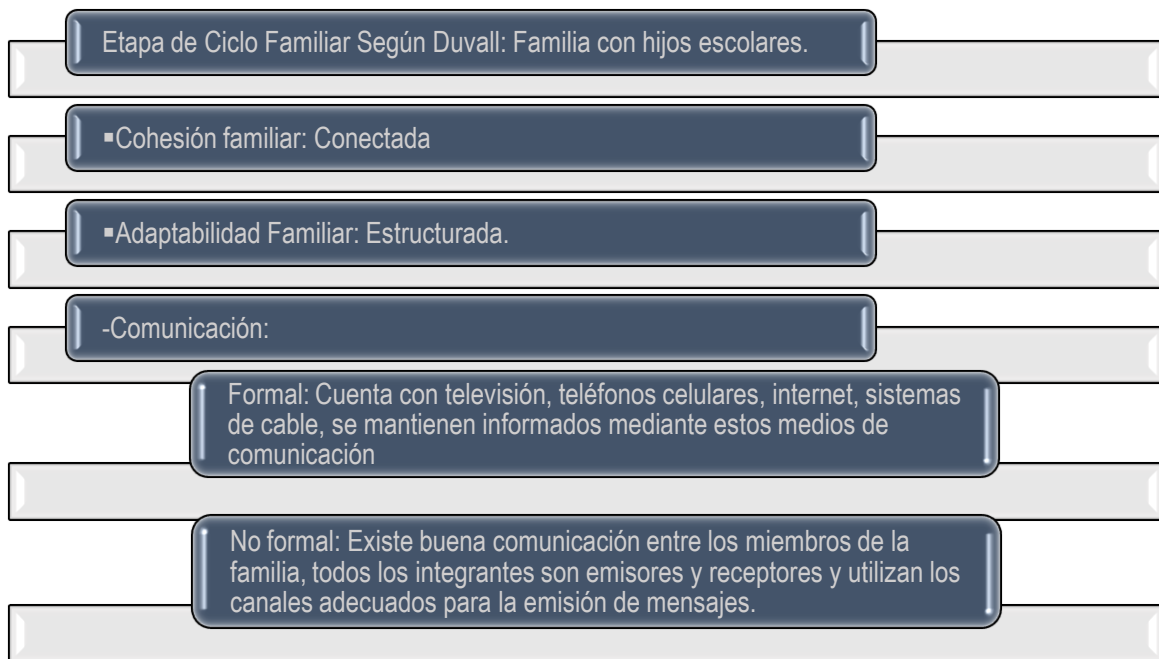 Etapa de Ciclo Familiar Según Duvall: Familia con hijos escolares.
▪Cohesión familiar: Conectada
▪Adaptabilidad Familiar: Estructurada.
-Comunicación:
Formal: Cuenta con televisión, teléfonos celulares, internet, sistemas
de cable, se mantienen informados mediante estos medios de
comunicación
No formal: Existe buena comunicación entre los miembros de la
familia, todos los integrantes son emisores y receptores y utilizan los
canales adecuados para la emisión de mensajes.